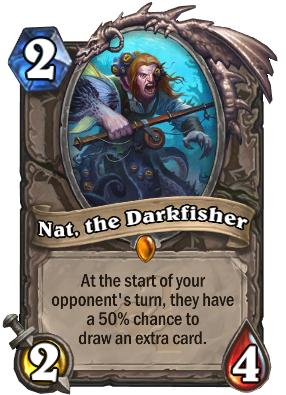 2
Nat, the Darkfisher
At the start of your
opponent's turn, they have
a 50% chance to
draw an extra card.
2
4